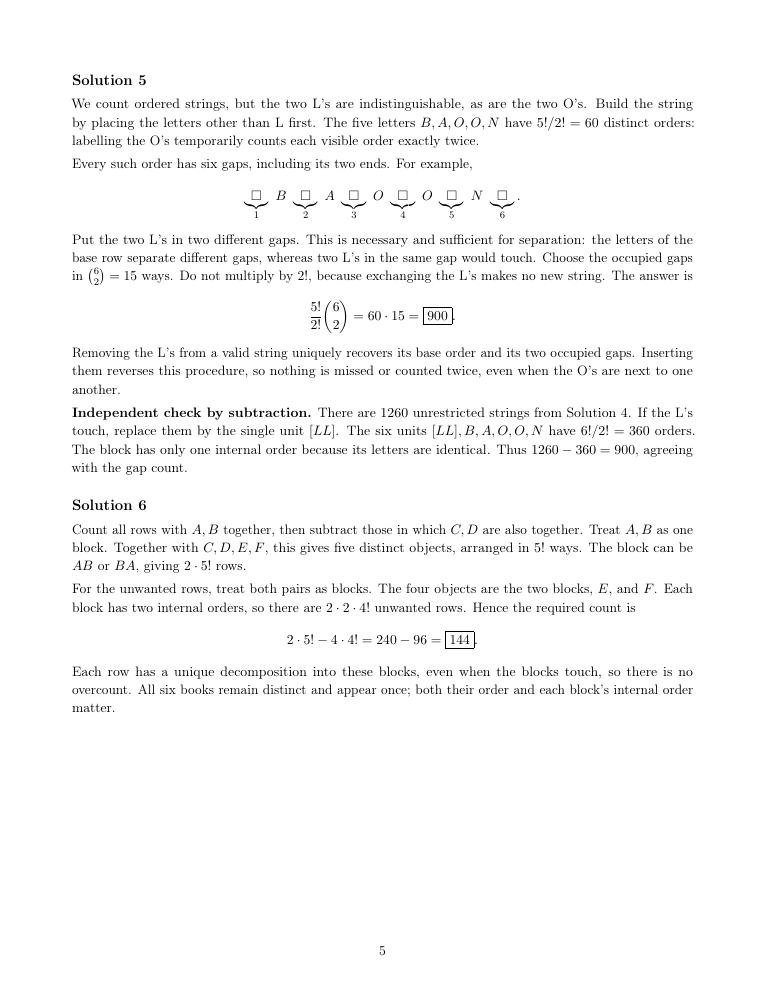 Solution 5
We count ordered strings, but the two L's are indistinguishable, as are the two O's. Build the string
by placing the letters other than L first. The five letters B, A, O, O, N have 5!/2! = 60 distinct orders:
labelling the O's temporarily counts each visible order exactly twice.
Every such order has six gaps, including its two ends. For example,
□ B □ A □ O □ O □ N □ .
1 2 3 4 5 6
Put the two L's in two different gaps. This is necessary and sufficient for separation: the letters of the
base row separate different gaps, whereas two L's in the same gap would touch. Choose the occupied gaps
in (6 2) = 15 ways. Do not multiply by 2!, because exchanging the L's makes no new string. The answer is
5!/2! (6 2) = 60 · 15 = 900.
Removing the L's from a valid string uniquely recovers its base order and its two occupied gaps. Inserting
them reverses this procedure, so nothing is missed or counted twice, even when the O's are next to one
another.
Independent check by subtraction. There are 1260 unrestricted strings from Solution 4. If the L's
touch, replace them by the single unit [LL]. The six units [LL], B, A, O, O, N have 6!/2! = 360 orders.
The block has only one internal order because its letters are identical. Thus 1260 − 360 = 900, agreeing
with the gap count.
Solution 6
Count all rows with A, B together, then subtract those in which C, D are also together. Treat A, B as one
block. Together with C, D, E, F, this gives five distinct objects, arranged in 5! ways. The block can be
AB or BA, giving 2 · 5! rows.
For the unwanted rows, treat both pairs as blocks. The four objects are the two blocks, E, and F. Each
block has two internal orders, so there are 2 · 2 · 4! unwanted rows. Hence the required count is
2 · 5! − 4 · 4! = 240 − 96 = 144.
Each row has a unique decomposition into these blocks, even when the blocks touch, so there is no
overcount. All six books remain distinct and appear once; both their order and each block's internal order
matter.
5